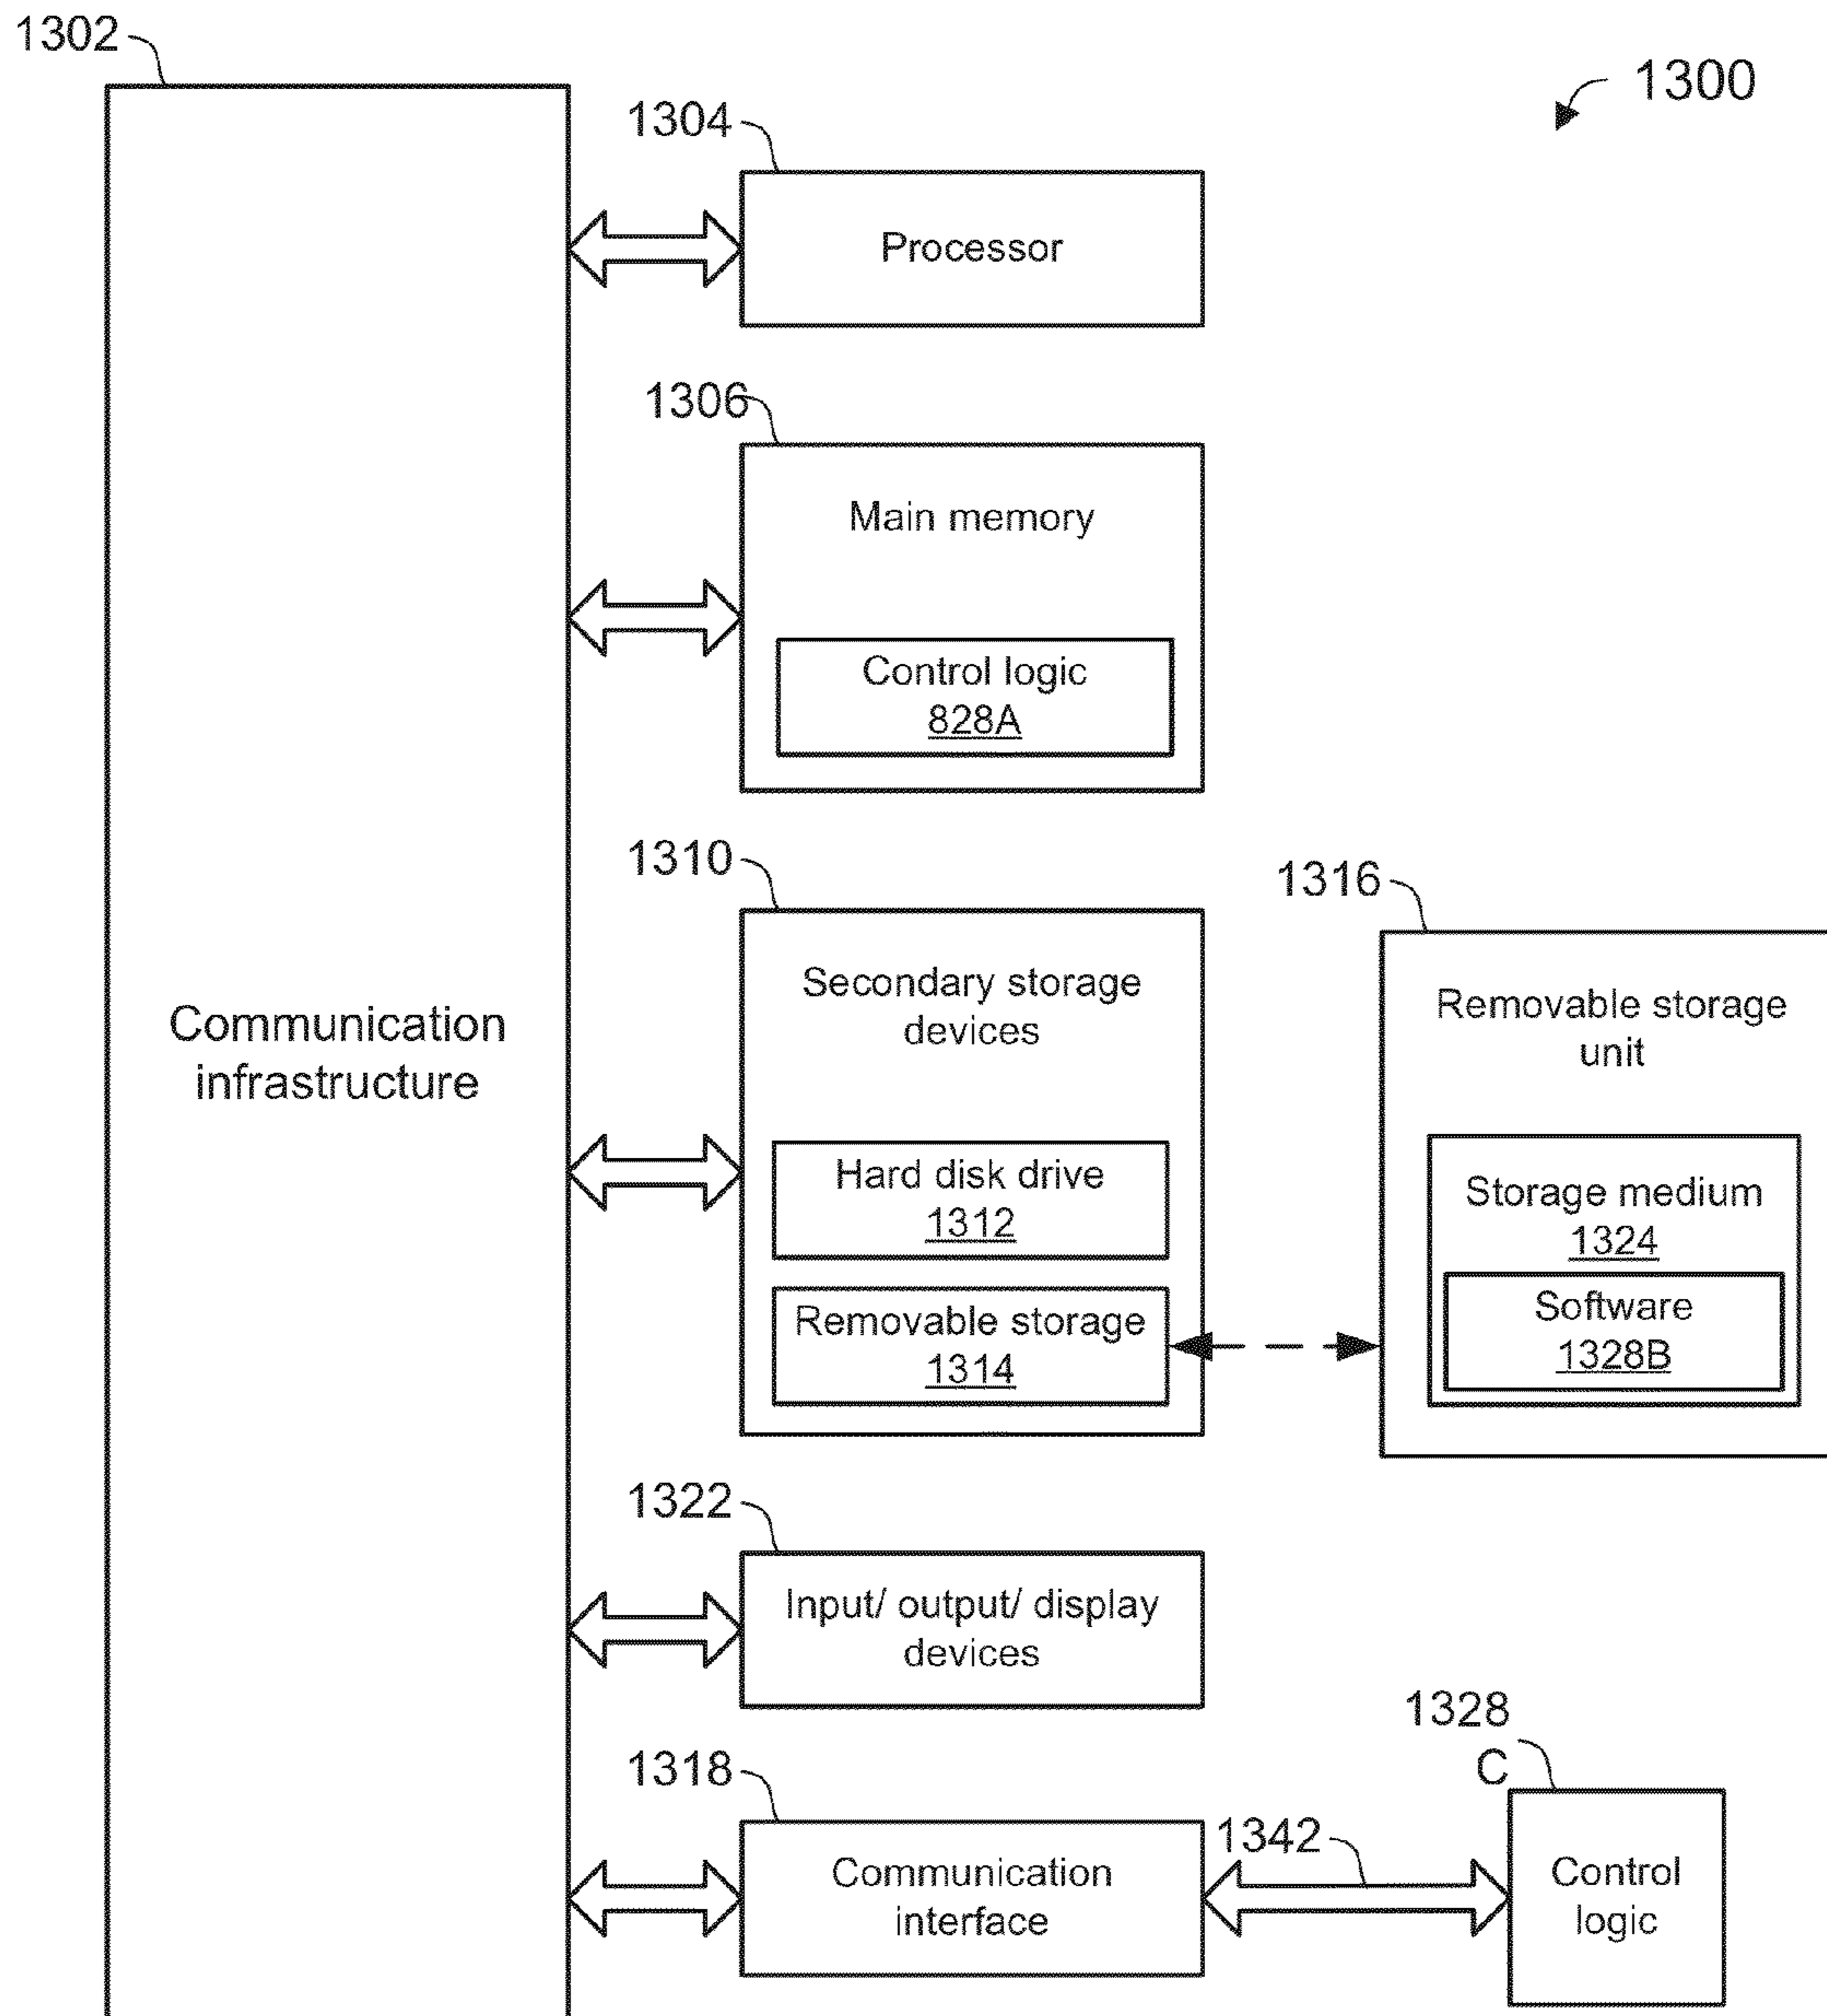 1302
1300
1304
Processor
1306
Main memory
Control logic
828A
1310
1316
Secondary storage
devices
Removable storage
unit
Communication
infrastructure
Hard disk drive
1312
Storage medium
1324
Removable storage
1314
Software
1328B
1322
Input/ output/ display
devices
1328
C
1318
1342
Communication
interface
Control
logic